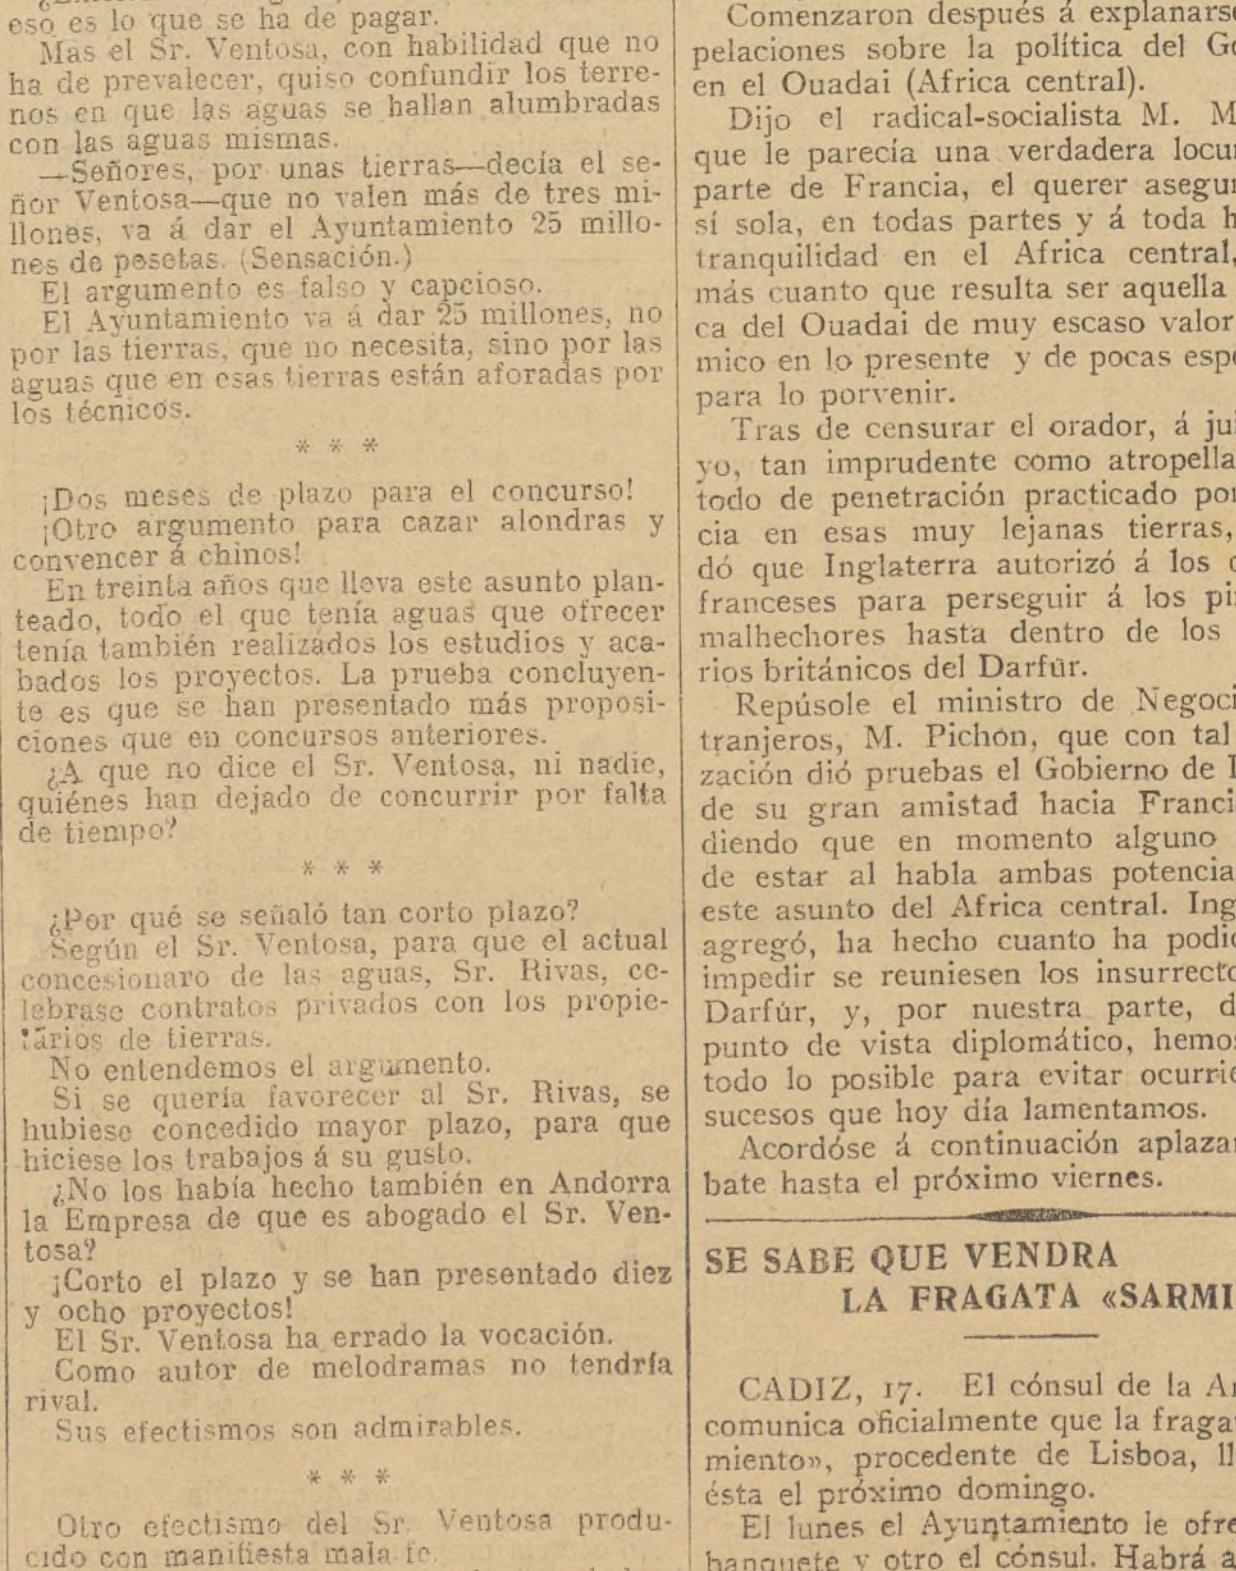 eso es lo que se ha de pagar.
Mas el Sr. Ventosa, con habilidad que no
ha de prevalecer, quiso confundir los terre-
nos en que las aguas se hallan alumbradas
con las aguas mismas.
—Señores, por unas tierras—decía el se-
ñor Ventosa—que no valen más de tres mi-
llones, va á dar el Ayuntamiento 25 millo-
nes de pesetas. (Sensación.)
El argumento es falso y capcioso.
El Ayuntamiento va á dar 25 millones, no
por las tierras, que no necesita, sino por las
aguas que en esas tierras están aforadas por
los técnicos.
* * *
¡Dos meses de plazo para el concurso!
¡Otro argumento para cazar alondras y
convencer á chinos!
En treinta años que lleva este asunto plan-
teado, todo el que tenía aguas que ofrecer
tenía también realizados los estudios y aca-
bados los proyectos. La prueba concluyen-
te es que se han presentado más proposi-
ciones que en concursos anteriores.
¿A que no dice el Sr. Ventosa, ni nadie,
quiénes han dejado de concurrir por falta
de tiempo?
* * *
¿Por qué se señaló tan corto plazo?
Según el Sr. Ventosa, para que el actual
concesionaro de las aguas, Sr. Rivas, ce-
lebrase contratos privados con los propie-
tarios de tierras.
No entendemos el argumento.
Si se quería favorecer al Sr. Rivas, se
hubiese concedido mayor plazo, para que
hiciese los trabajos á su gusto.
¿No los había hecho también en Andorra
la Empresa de que es abogado el Sr. Ven-
tosa?
¡Corto el plazo y se han presentado diez
y ocho proyectos!
El Sr. Ventosa ha errado la vocación.
Como autor de melodramas no tendría
rival.
Sus efectismos son admirables.
* * *
Otro efectismo del Sr. Ventosa produ-
cido con manifiesta mala fe.
Comenzaron después á explanarse
pelaciones sobre la política del Go
en el Ouadai (Africa central).
Dijo el radical-socialista M. M
que le parecía una verdadera locu
parte de Francia, el querer asegu
sí sola, en todas partes y á toda h
tranquilidad en el Africa central,
más cuanto que resulta ser aquella
ca del Ouadai de muy escaso valor
mico en lo presente y de pocas esp
para lo porvenir.
Tras de censurar el orador, á jui
yo, tan imprudente como atropella
todo de penetración practicado por
cia en esas muy lejanas tierras,
dó que Inglaterra autorizó á los
franceses para perseguir á los pi
malhechores hasta dentro de los
rios británicos del Darfúr.
Repúsole el ministro de Negoci
tranjeros, M. Pichon, que con tal
zación dió pruebas el Gobierno de
de su gran amistad hacia Franci
diendo que en momento alguno
de estar al habla ambas potencia
este asunto del Africa central. Ing
agregó, ha hecho cuanto ha podid
impedir se reuniesen los insurrecto
Darfúr, y, por nuestra parte, d
punto de vista diplomático, hemos
todo lo posible para evitar ocurrie
sucesos que hoy día lamentamos.
Acordóse á continuación aplazar
bate hasta el próximo viernes.
SE SABE QUE VENDRA
LA FRAGATA «SARMI
CADIZ, 17. El cónsul de la Ar
comunica oficialmente que la fraga
miento», procedente de Lisboa, ll
ésta el próximo domingo.
El lunes el Ayuntamiento le ofre
banquete y otro el cónsul. Habrá a